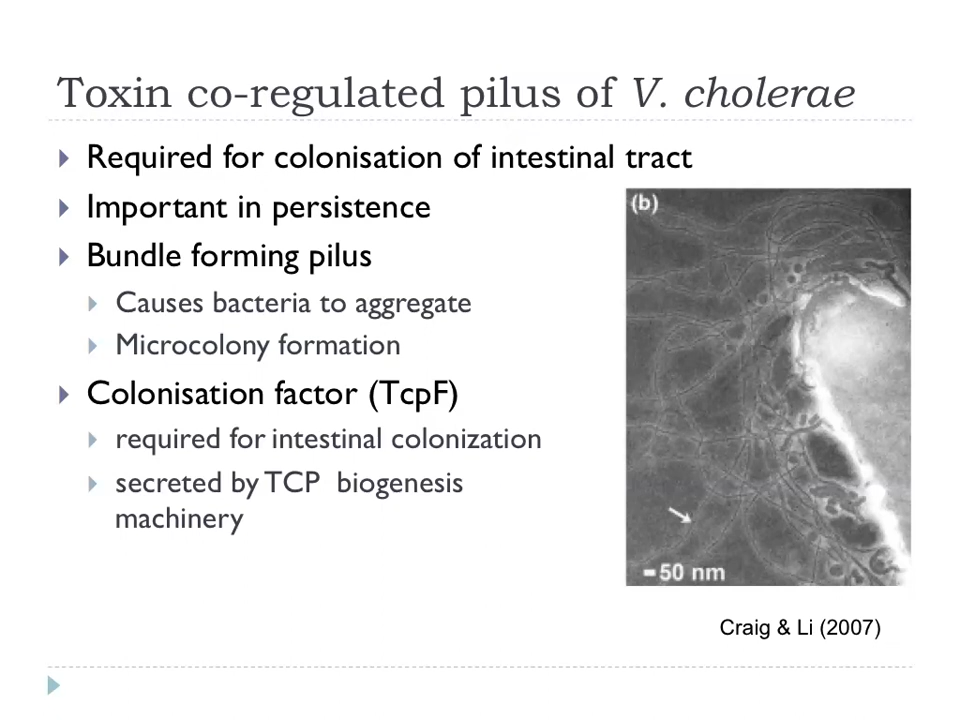 Toxin co-regulated pilus of V. cholerae
Required for colonisation of intestinal tract
Important in persistence
Bundle forming pilus
Causes bacteria to aggregate
Microcolony formation
Colonisation factor (TcpF)
required for intestinal colonization
secreted by TCP biogenesis
machinery
(b)
50 nm
Craig & Li (2007)